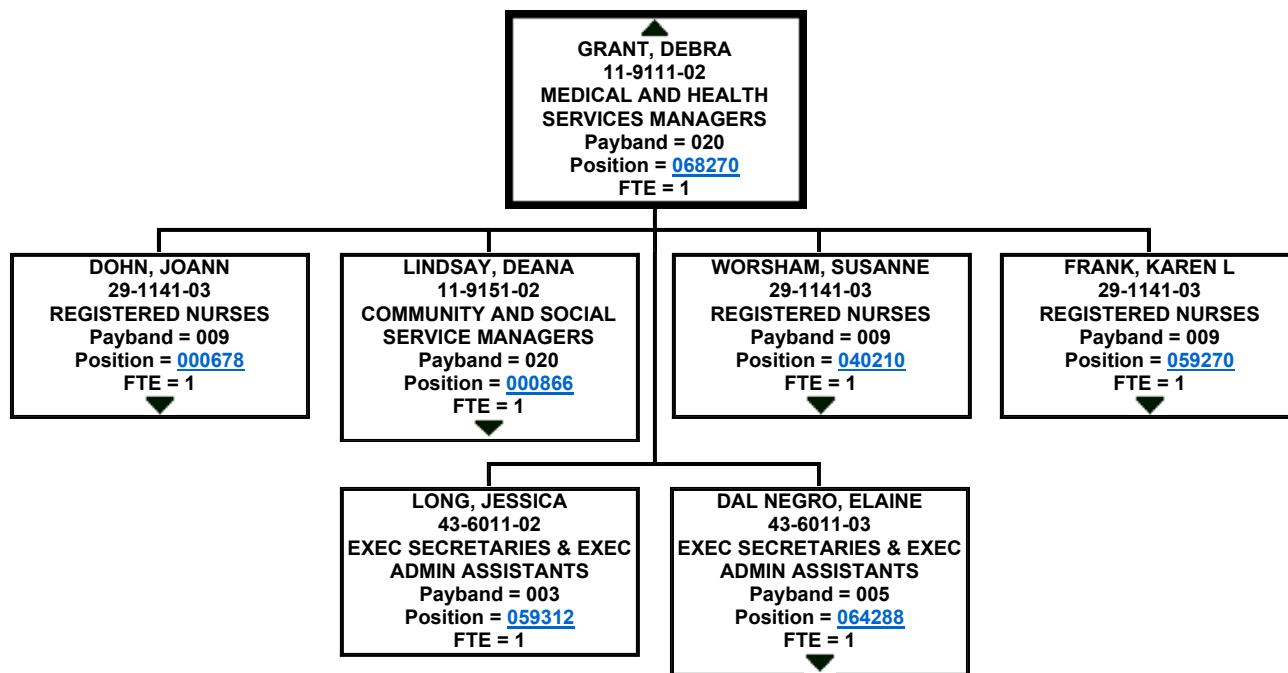 GRANT, DEBRA
11-9111-02
MEDICAL AND HEALTH
SERVICES MANAGERS
Payband = 020
Position = 068270
FTE = 1
DOHN, JOANN
29-1141-03
REGISTERED NURSES
Payband = 009
Position = 000678
FTE = 1
LINDSAY, DEANA
11-9151-02
COMMUNITY AND SOCIAL
SERVICE MANAGERS
Payband = 020
Position = 000866
FTE = 1
WORSHAM, SUSANNE
29-1141-03
REGISTERED NURSES
Payband = 009
Position = 040210
FTE = 1
FRANK, KAREN L
29-1141-03
REGISTERED NURSES
Payband = 009
Position = 059270
FTE = 1
LONG, JESSICA
43-6011-02
EXEC SECRETARIES & EXEC
ADMIN ASSISTANTS
Payband = 003
Position = 059312
FTE = 1
DAL NEGRO, ELAINE
43-6011-03
EXEC SECRETARIES & EXEC
ADMIN ASSISTANTS
Payband = 005
Position = 064288
FTE = 1